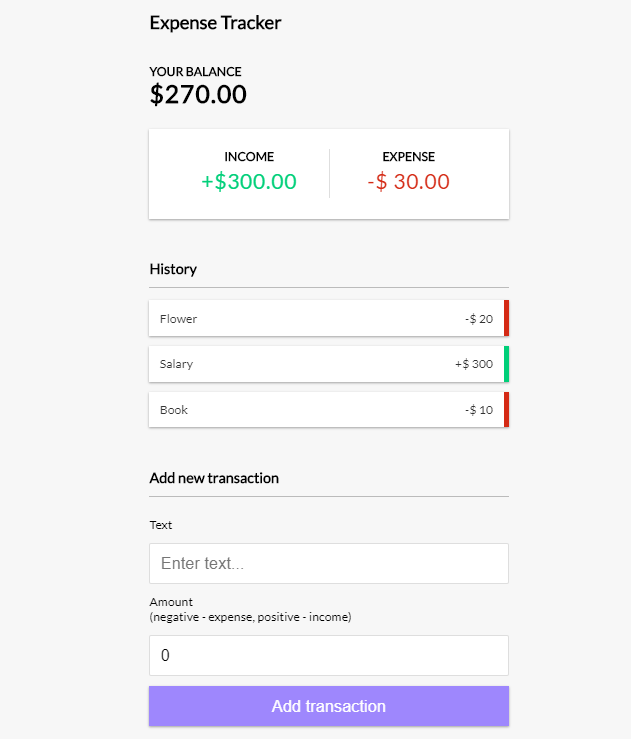 Expense Tracker
YOUR BALANCE
$270.00
INCOME
+$300.00
EXPENSE
-$ 30.00
History
Flower -$ 20
Salary +$ 300
Book -$ 10
Add new transaction
Text
Enter text...
Amount
(negative - expense, positive - income)
0
Add transaction